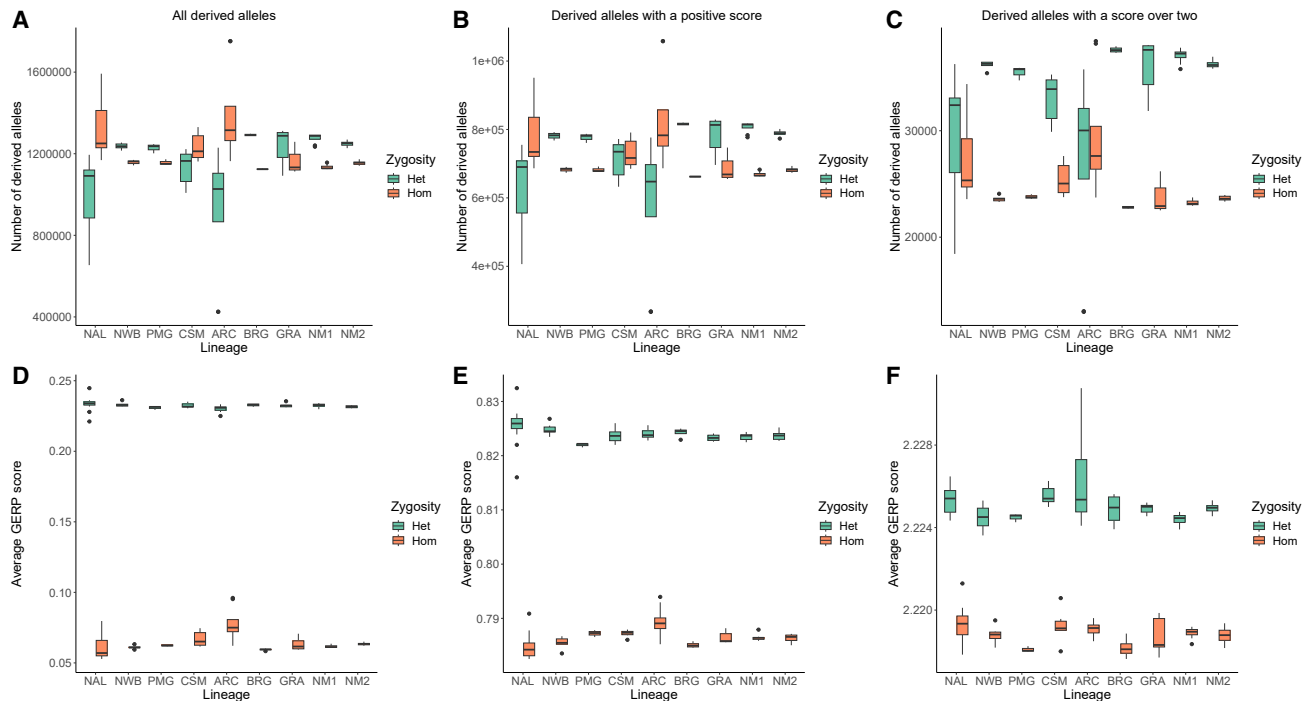 A
All derived alleles
Number of derived alleles
1600000
1200000
800000
400000
NAL NWB PMG CSM ARC BRG GRA NM1 NM2
Lineage
Zygosity
Het
Hom
B
Derived alleles with a positive score
Number of derived alleles
1e+06
8e+05
6e+05
4e+05
NAL NWB PMG CSM ARC BRG GRA NM1 NM2
Lineage
Zygosity
Het
Hom
C
Derived alleles with a score over two
Number of derived alleles
30000
20000
NAL NWB PMG CSM ARC BRG GRA NM1 NM2
Lineage
Zygosity
Het
Hom
D
Average GERP score
0.25
0.20
0.15
0.10
0.05
NAL NWB PMG CSM ARC BRG GRA NM1 NM2
Lineage
Zygosity
Het
Hom
E
Average GERP score
0.83
0.82
0.81
0.80
0.79
NAL NWB PMG CSM ARC BRG GRA NM1 NM2
Lineage
Zygosity
Het
Hom
F
Average GERP score
2.228
2.224
2.220
NAL NWB PMG CSM ARC BRG GRA NM1 NM2
Lineage
Zygosity
Het
Hom